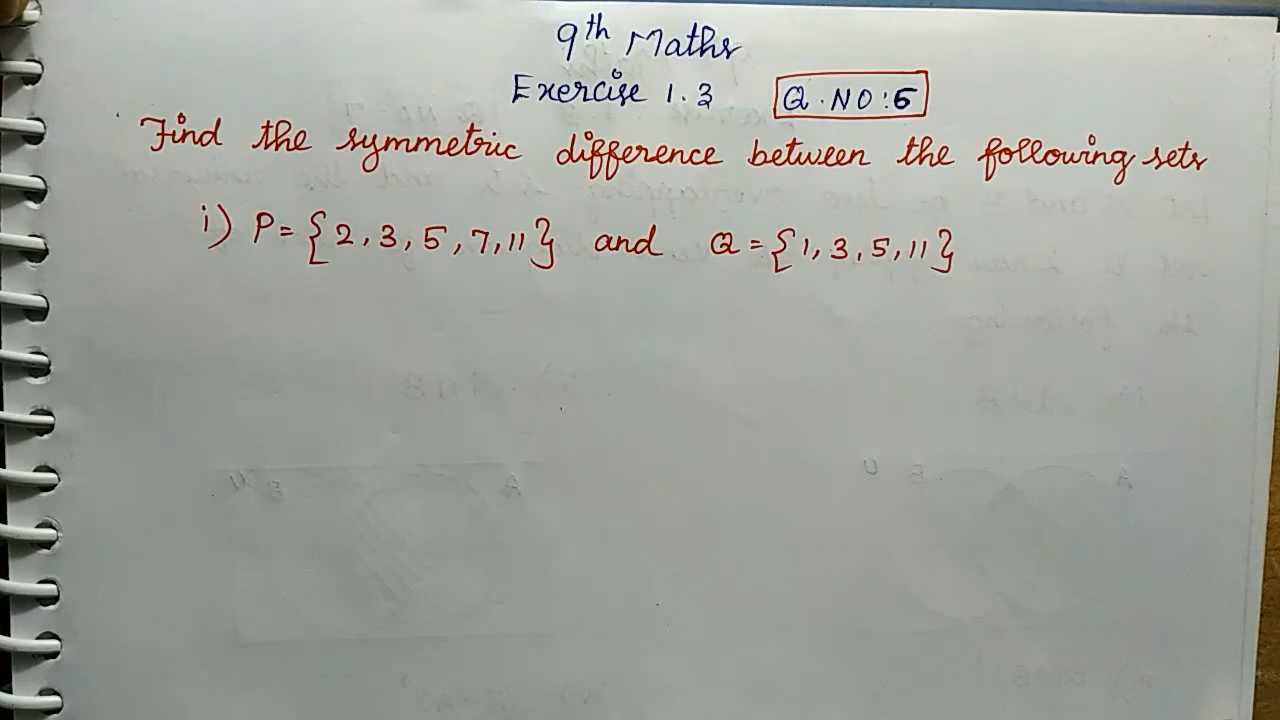 9th Maths
Exercise 1.3 Q.NO:6
Find the symmetric difference between the following sets
i) P= {2, 3, 5, 7, 11} and Q = {1, 3, 5, 11}